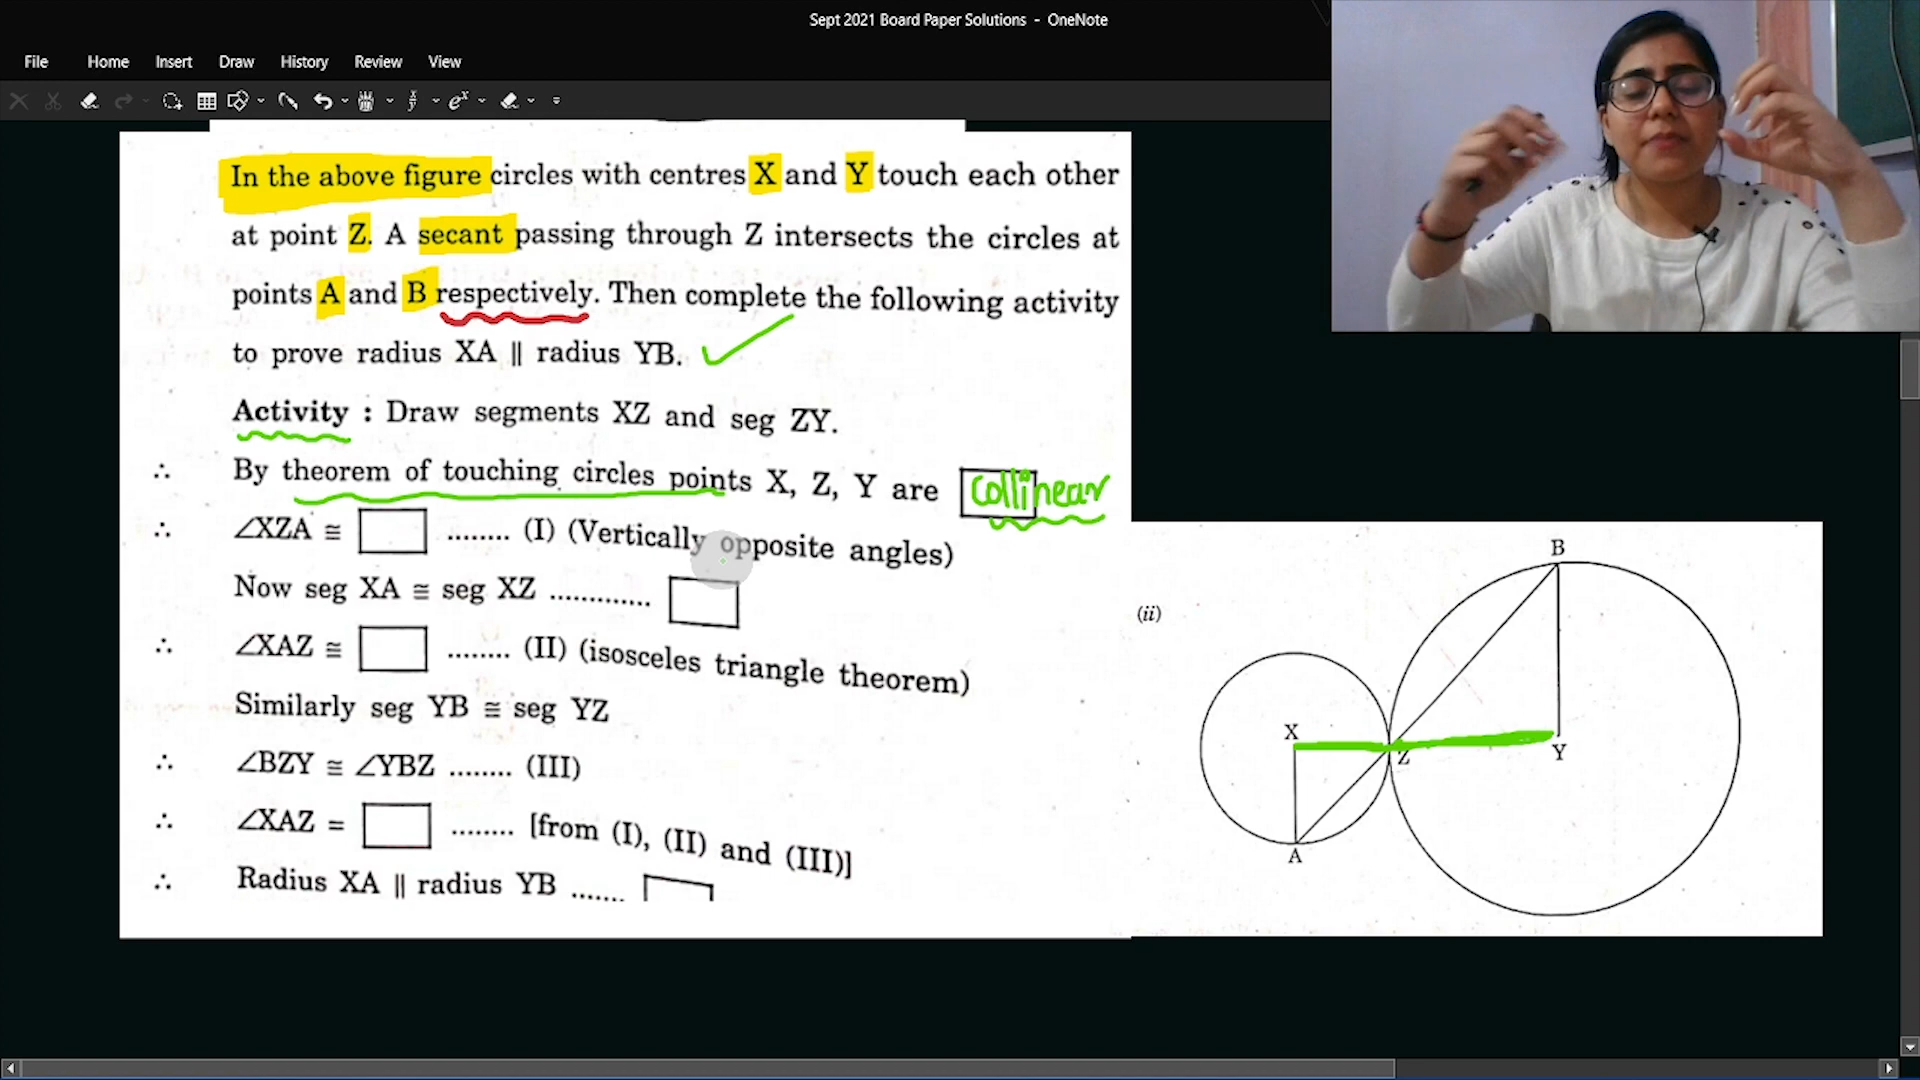 Sept 2021 Board Paper Solutions - OneNote
File Home Insert Draw History Review View
In the above figure circles with centres X and Y touch each other
at point Z. A secant passing through Z intersects the circles at
points A and B respectively. Then complete the following activity
to prove radius XA || radius YB.
Activity : Draw segments XZ and seg ZY.
∴ By theorem of touching circles points X, Z, Y are collinear
∴ ∠XZA ≅ ........ (I) (Vertically opposite angles)
Now seg XA ≅ seg XZ .............
∴ ∠XAZ ≅ ........ (II) (isosceles triangle theorem)
Similarly seg YB ≅ seg YZ
∴ ∠BZY ≅ ∠YBZ ........ (III)
∴ ∠XAZ = ........ [from (I), (II) and (III)]
∴ Radius XA || radius YB .......
(ii)
B
X
Z
Y
A